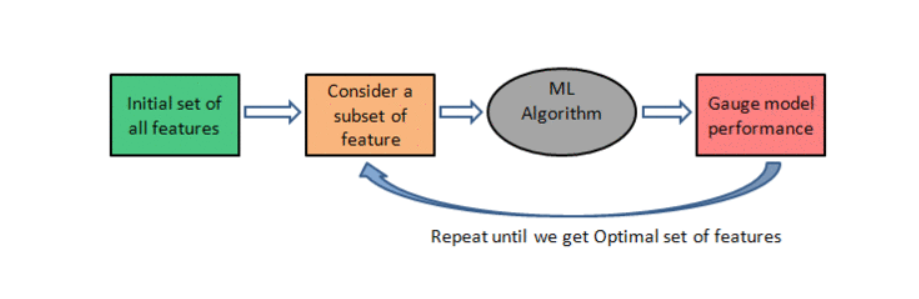 Initial set of
all features
Consider a
subset of
feature
ML
Algorithm
Gauge model
performance
Repeat until we get Optimal set of features